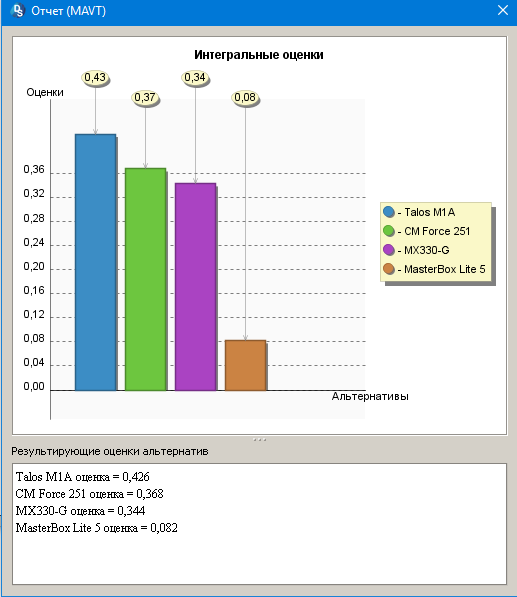 Отчет (MAVT)
Интегральные оценки
0,43
0,34
0,37
0,08
Оценки
0,36
0,32
0,28
0,24
0,20
0,16
0,12
0,08
0,04
0,00
Альтернативы
- Talos M1A
- CM Force 251
- MX330-G
- MasterBox Lite 5
Результирующие оценки альтернатив
Talos M1A оценка = 0,426
CM Force 251 оценка = 0,368
MX330-G оценка = 0,344
MasterBox Lite 5 оценка = 0,082